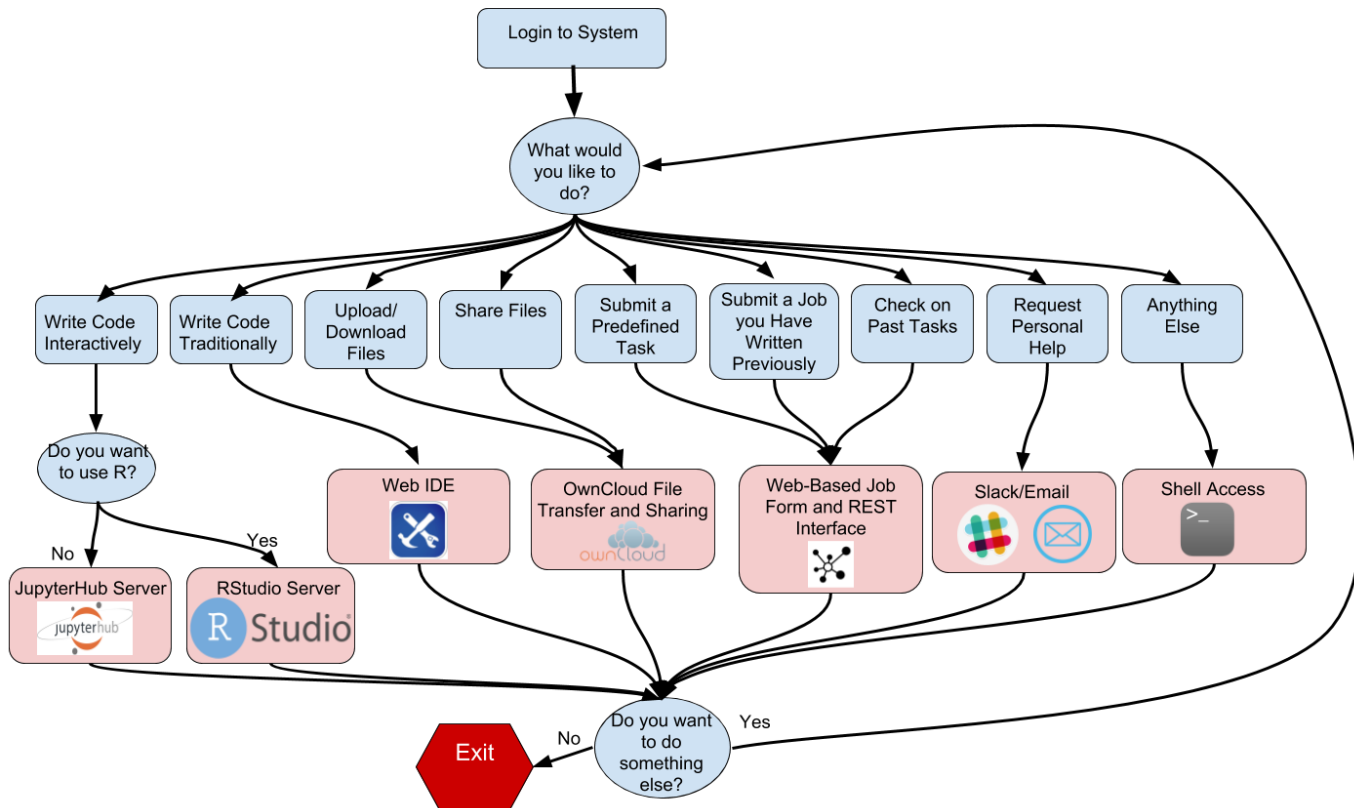 Login to System
What would
you like to
do?
Write Code
Interactively
Write Code
Traditionally
Upload/
Download
Files
Share Files
Submit a
Predefined
Task
Submit a Job
you Have
Written
Previously
Check on
Past Tasks
Request
Personal
Help
Anything
Else
Do you want
to use R?
No
Yes
JupyterHub Server
jupyterhub
RStudio Server
R Studio
Web IDE
OwnCloud File
Transfer and Sharing
ownCloud
Web-Based Job
Form and REST
Interface
Slack/Email
Shell Access
>_
Do you want
to do
something
else?
No
Yes
Exit